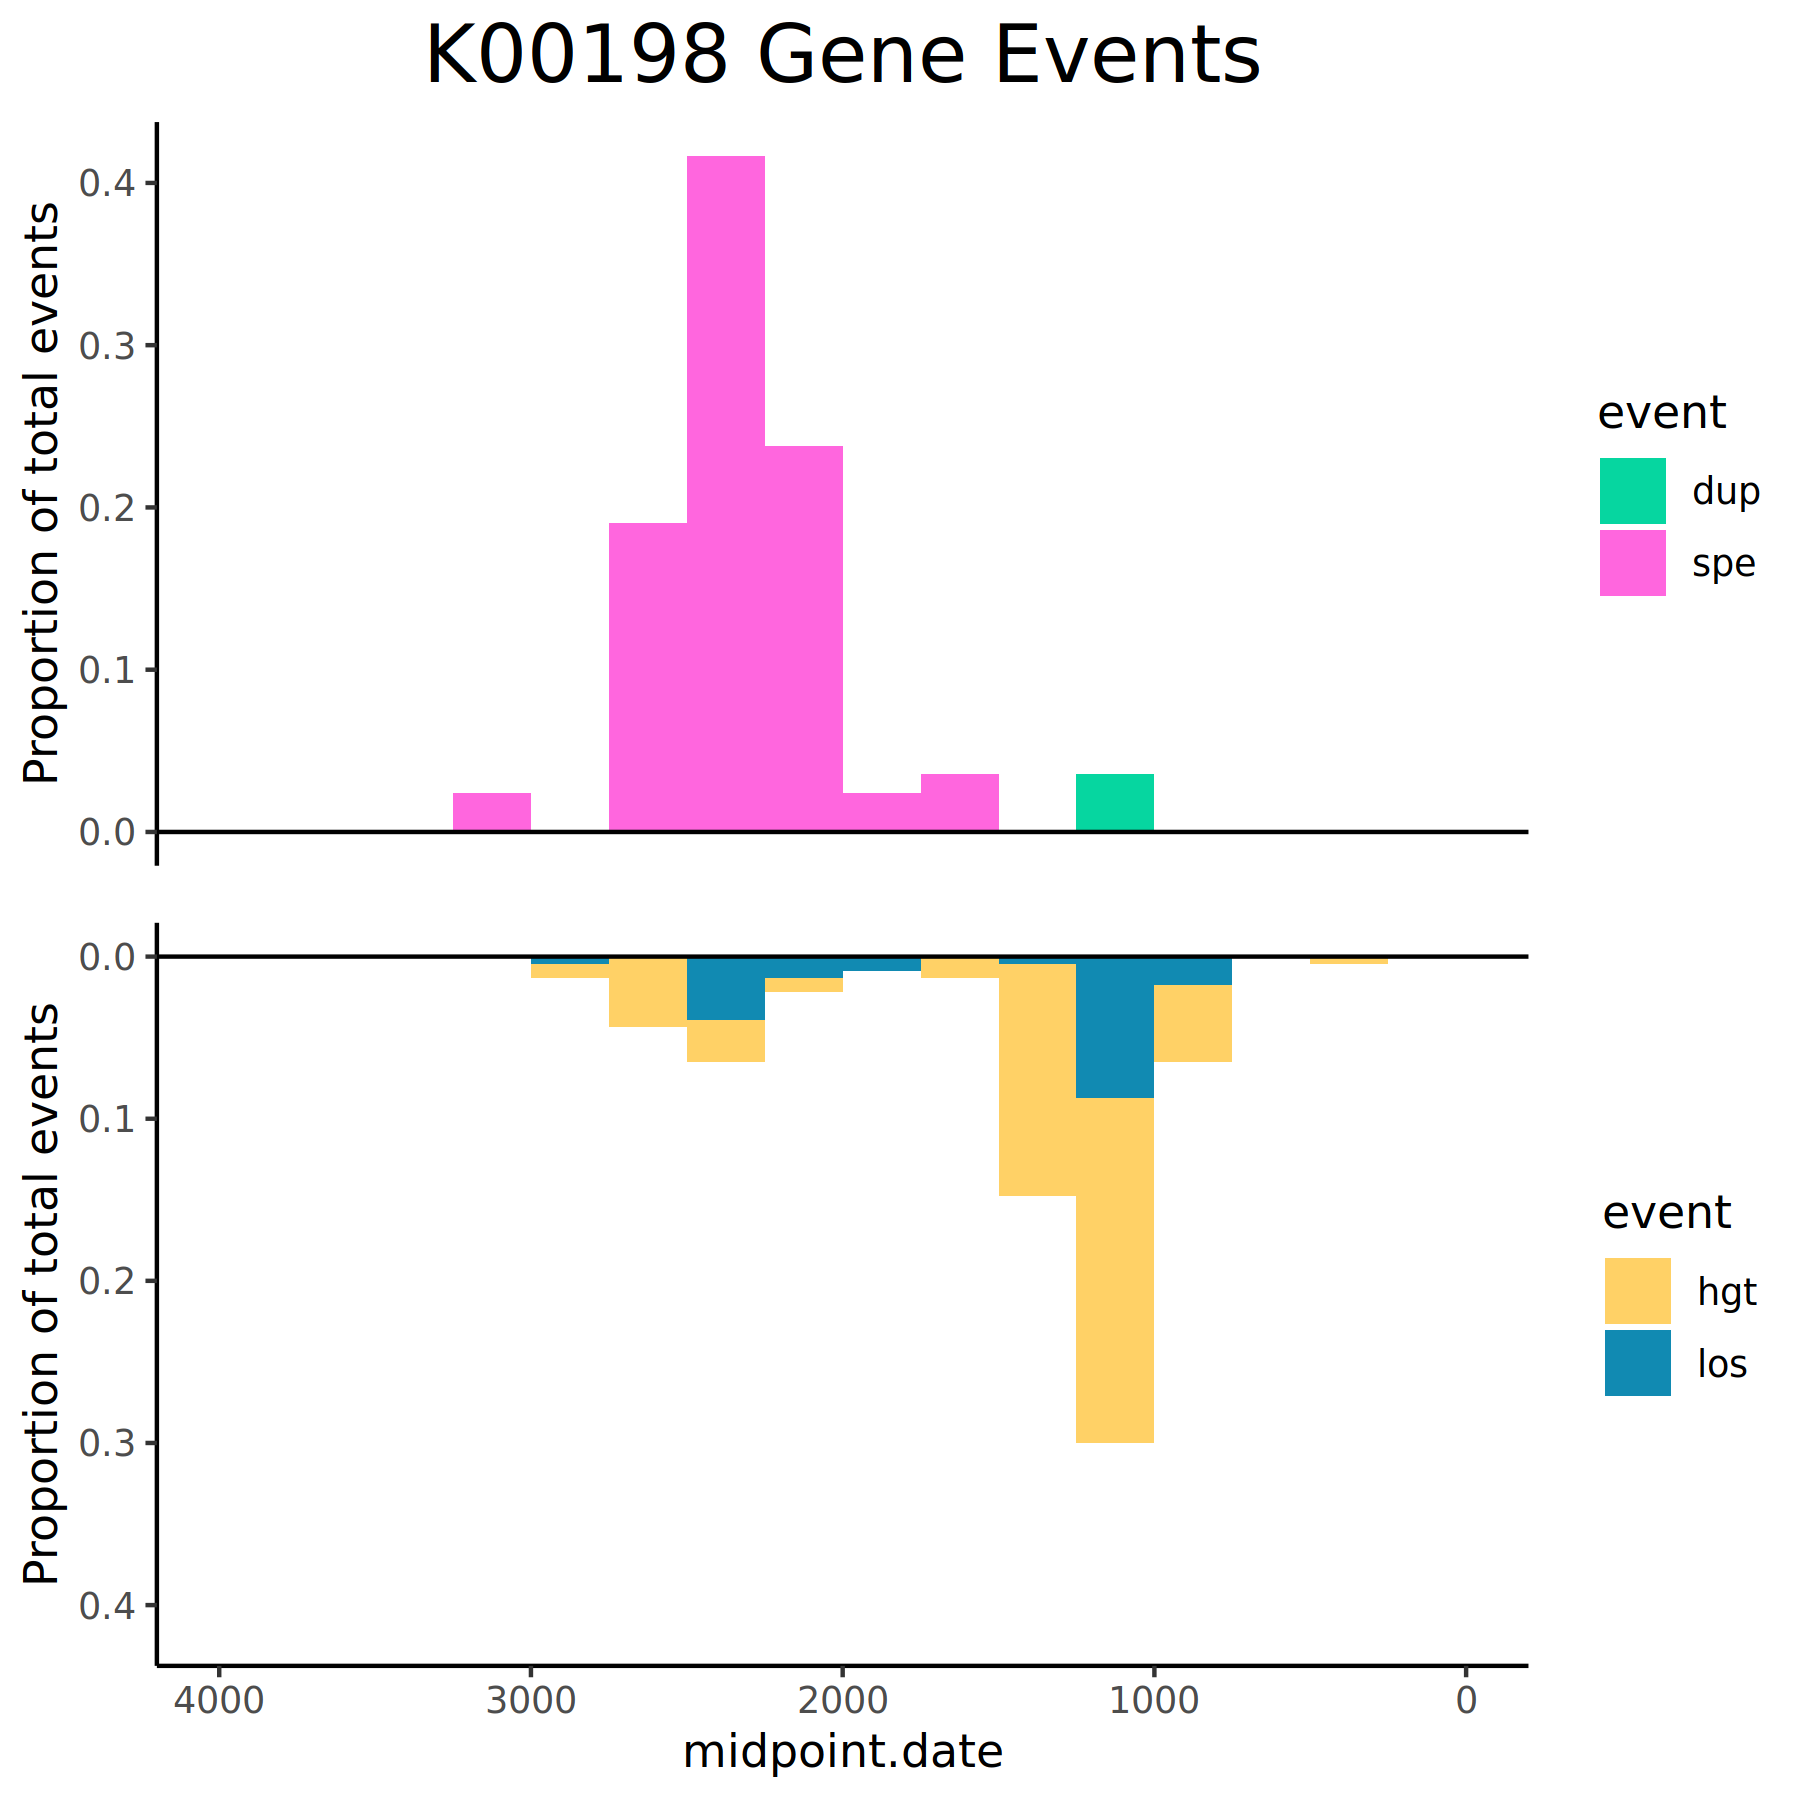 K00198 Gene Events
Proportion of total events
0.4
0.3
0.2
0.1
0.0
event
dup
spe
Proportion of total events
0.0
0.1
0.2
0.3
0.4
event
hgt
los
4000 3000 2000 1000 0
midpoint.date